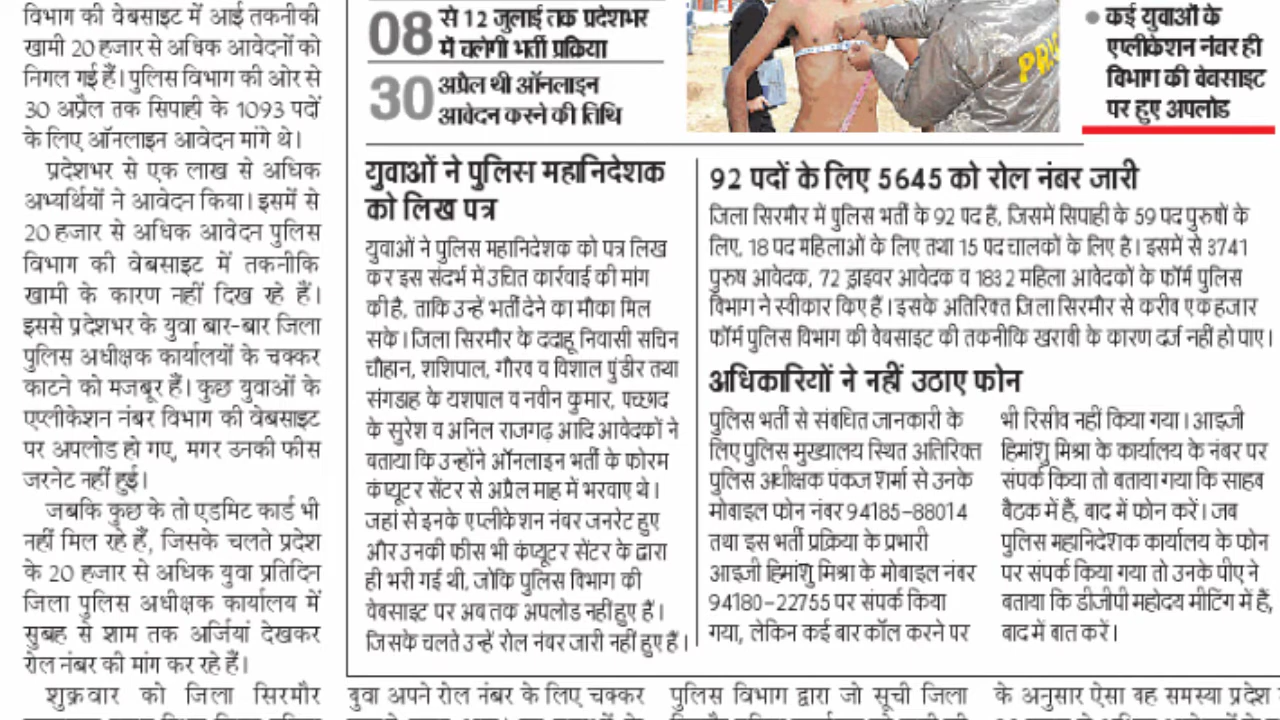 विभाग की वेबसाइट में आई तकनीकी
खामी 20 हजार से अधिक आवेदनों को
निगल गई हैं। पुलिस विभाग की ओर से
30 अप्रैल तक सिपाही के 1093 पदों
के लिए ऑनलाइन आवेदन मांगे थे।
प्रदेशभर से एक लाख से अधिक
अभ्यर्थियों ने आवेदन किया। इसमें से
20 हजार से अधिक आवेदन पुलिस
विभाग की वेबसाइट में तकनीकि
खामी के कारण नहीं दिख रहे हैं।
इससे प्रदेशभर के युवा बार-बार जिला
पुलिस अधीक्षक कार्यालयों के चक्कर
काटने को मजबूर हैं। कुछ युवाओं के
एप्लीकेशन नंबर विभाग की वेबसाइट
पर अपलोड हो गए, मगर उनकी फीस
जरनेट नहीं हुई।
जबकि कुछ के तो एडमिट कार्ड भी
नहीं मिल रहे हैं, जिसके चलते प्रदेश
के 20 हजार से अधिक युवा प्रतिदिन
जिला पुलिस अधीक्षक कार्यालय में
सुबह से शाम तक अर्जियां देखकर
रोल नंबर की मांग कर रहे हैं।
शुक्रवार को जिला सिरमौर
08 से 12 जुलाई तक प्रदेशभर
में चलेगी भर्ती प्रक्रिया
30 अप्रैल थी ऑनलाइन
आवेदन करने की तिथि
कई युवाओं के
एप्लीकेशन नंवर ही
विभाग की वेवसाइट
पर हुए अपलोड
युवाओं ने पुलिस महानिदेशक
को लिख पत्र
युवाओं ने पुलिस महानिदेशक को पत्र लिख
कर इस संदर्भ में उचित कार्रवाई की मांग
की है, ताकि उन्हें भर्ती देने का मौका मिल
सके। जिला सिरमौर के ददाहू निवासी सचिन
चौहान, शशिपाल, गौरव व विशाल पुंडीर तथा
संगडाह के यशपाल व नवीन कुमार, पच्छाद
के सुरेश व अनिल राजगढ़ आदि आवेदकों ने
बताया कि उन्होंने ऑनलाइन भर्ती के फोरम
कंप्यूटर सेंटर से अप्रैल माह में भरवाए थे।
जहां से इनके एप्लीकेशन नंबर जनरेट हुए
और उनकी फीस भी कंप्यूटर सेंटर के द्वारा
ही भरी गई थी, जोकि पुलिस विभाग की
वेबसाइट पर अब तक अपलोड नहीं हुए हैं।
जिसके चलते उन्हें रोल नंबर जारी नहीं हुए हैं।
92 पदों के लिए 5645 को रोल नंबर जारी
जिला सिरमौर में पुलिस भर्ती के 92 पद हैं, जिसमें सिपाही के 59 पद पुरुषों के
लिए, 18 पद महिलाओं के लिए तथा 15 पद चालकों के लिए है। इसमें से 3741
पुरुष आवेदक, 72 ड्राइवर आवेदक व 1832 महिला आवेदकों के फॉर्म पुलिस
विभाग ने स्वीकार किए हैं। इसके अतिरिक्त जिला सिरमौर से करीव एक हजार
फॉर्म पुलिस विभाग की वेबसाइट की तकनीकि खराबी के कारण दर्ज नहीं हो पाए।
अधिकारियों ने नहीं उठाए फोन
पुलिस भर्ती से संबंधित जानकारी के
लिए पुलिस मुख्यालय स्थित अतिरिक्त
पुलिस अधीक्षक पंकज शर्मा से उनके
मोबाइल फोन नंबर 94185-88014
तथा इस भर्ती प्रक्रिया के प्रभारी
आइजी हिमांशु मिश्रा के मोबाइल नंबर
94180-22755 पर संपर्क किया
गया, लेकिन कई बार कॉल करने पर
भी रिसीव नहीं किया गया। आइजी
हिमांशु मिश्रा के कार्यालय के नंबर पर
संपर्क किया तो बताया गया कि साहब
बैठक में हैं, बाद में फोन करें। जब
पुलिस महानिदेशक कार्यालय के फोन
पर संपर्क किया गया तो उनके पीए ने
बताया कि डीजीपी महोदय मीटिंग में हैं,
बाद में बात करें।
युवा अपने रोल नंबर के लिए चक्कर
पुलिस विभाग द्वारा जो सूची जिला
के अनुसार ऐसा वह समस्या प्रदेश